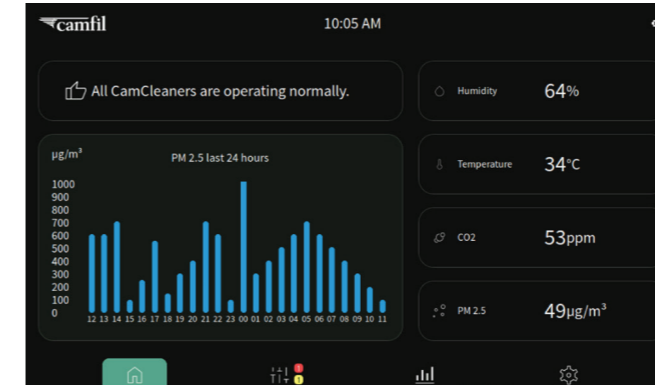 camfil
10:05 AM
All CamCleaners are operating normally.
Humidity 64%
µg/m³ PM 2.5 last 24 hours
1000
900
800
700
600
500
400
300
200
100
0
12 13 14 15 16 17 18 19 20 21 22 23 00 01 02 03 04 05 06 07 08 09 10 11
Temperature 34°C
CO2 53ppm
PM 2.5 49µg/m³
1
1